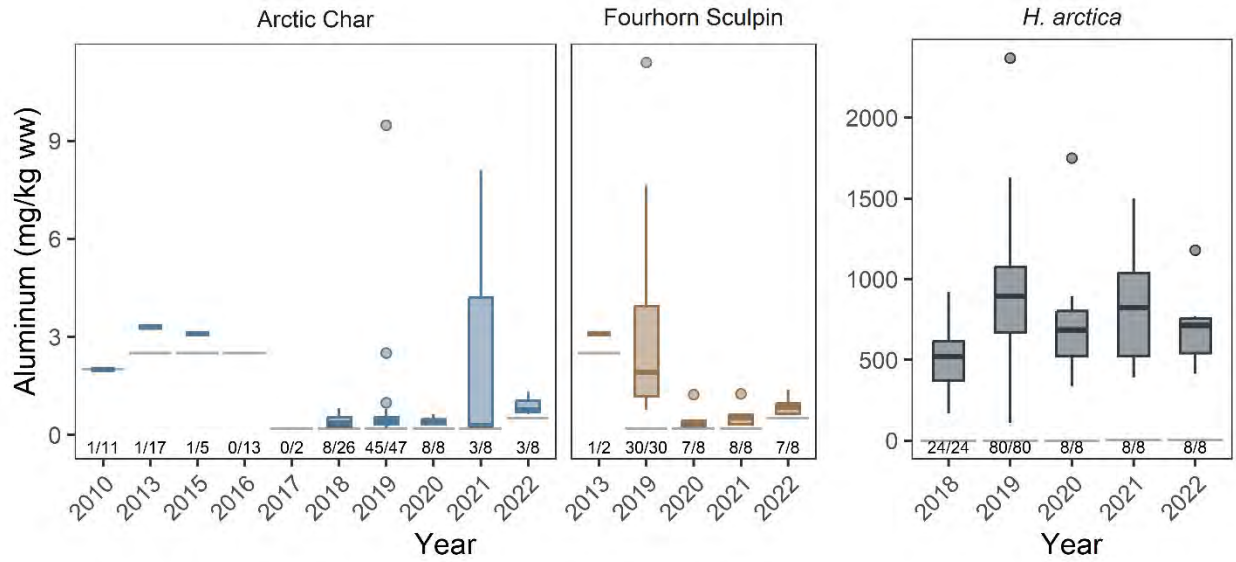 Arctic Char
Fourhorn Sculpin
H. arctica
Aluminum (mg/kg ww)
9
6
3
0
1/11 1/17 1/5 0/13 0/2 8/26 45/47 8/8 3/8 3/8
2010 2013 2015 2016 2017 2018 2019 2020 2021 2022
Year
1/2 30/30 7/8 8/8 7/8
2013 2019 2020 2021 2022
2000
1500
1000
500
0
24/24 80/80 8/8 8/8 8/8
2018 2019 2020 2021 2022
Year